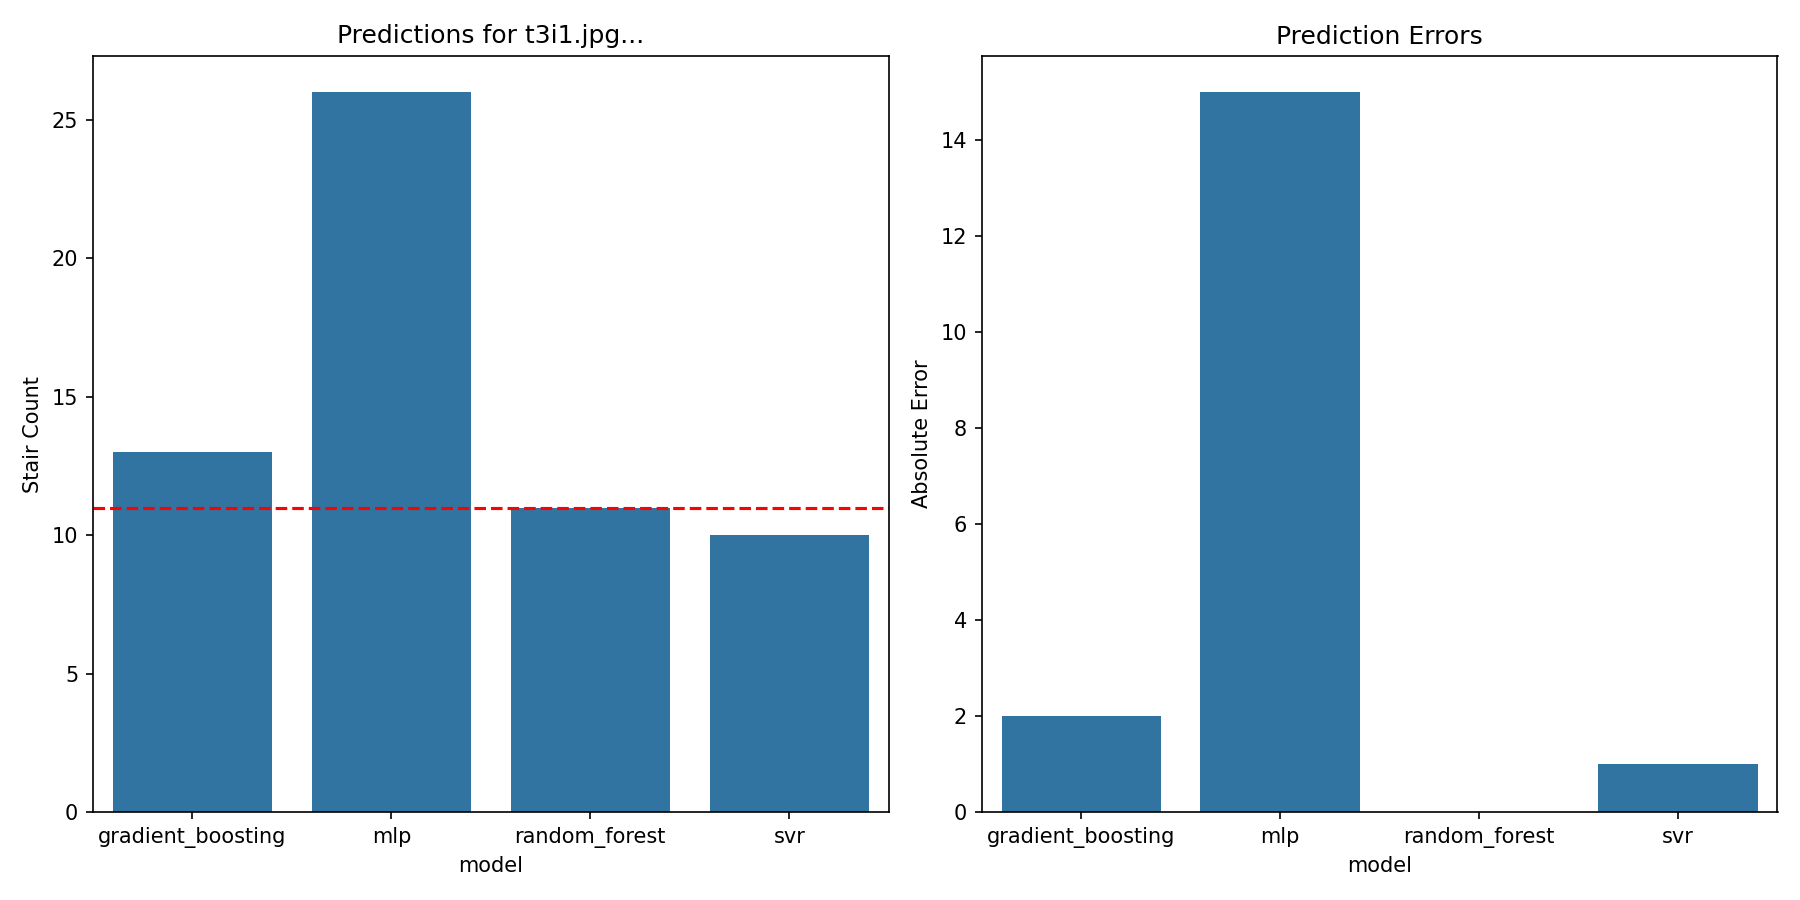 Predictions for t3i1.jpg...
Stair Count
25
20
15
10
5
0
gradient_boosting
mlp
random_forest
svr
model
Prediction Errors
Absolute Error
14
12
10
8
6
4
2
0
gradient_boosting
mlp
random_forest
svr
model